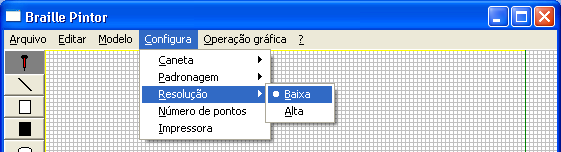 Braille Pintor
Arquivo Editar Modelo Configura Operação gráfica ?
Caneta
Padronagem
Resolução Baixa
Número de pontos Alta
Impressora